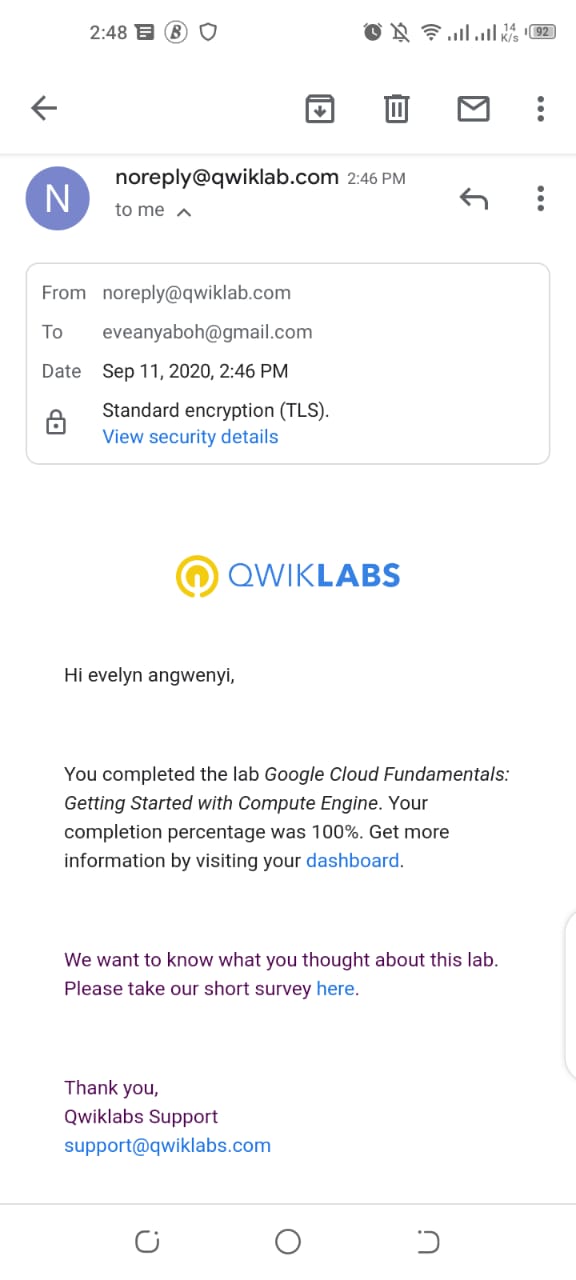 2:48 14 K/s 92
N noreply@qwiklab.com 2:46 PM
to me
From noreply@qwiklab.com
To eveanyaboh@gmail.com
Date Sep 11, 2020, 2:46 PM
Standard encryption (TLS).
View security details
QWIKLABS
Hi evelyn angwenyi,
You completed the lab Google Cloud Fundamentals:
Getting Started with Compute Engine. Your
completion percentage was 100%. Get more
information by visiting your dashboard.
We want to know what you thought about this lab.
Please take our short survey here.
Thank you,
Qwiklabs Support
support@qwiklabs.com